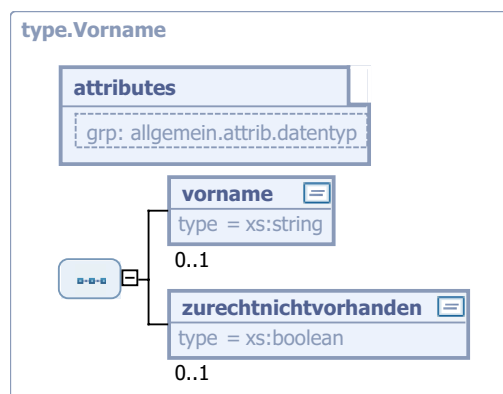 type.Vorname
attributes
grp: allgemein.attrib.datentyp
vorname
type = xs:string
0..1
zurechtnichtvorhanden
type = xs:boolean
0..1